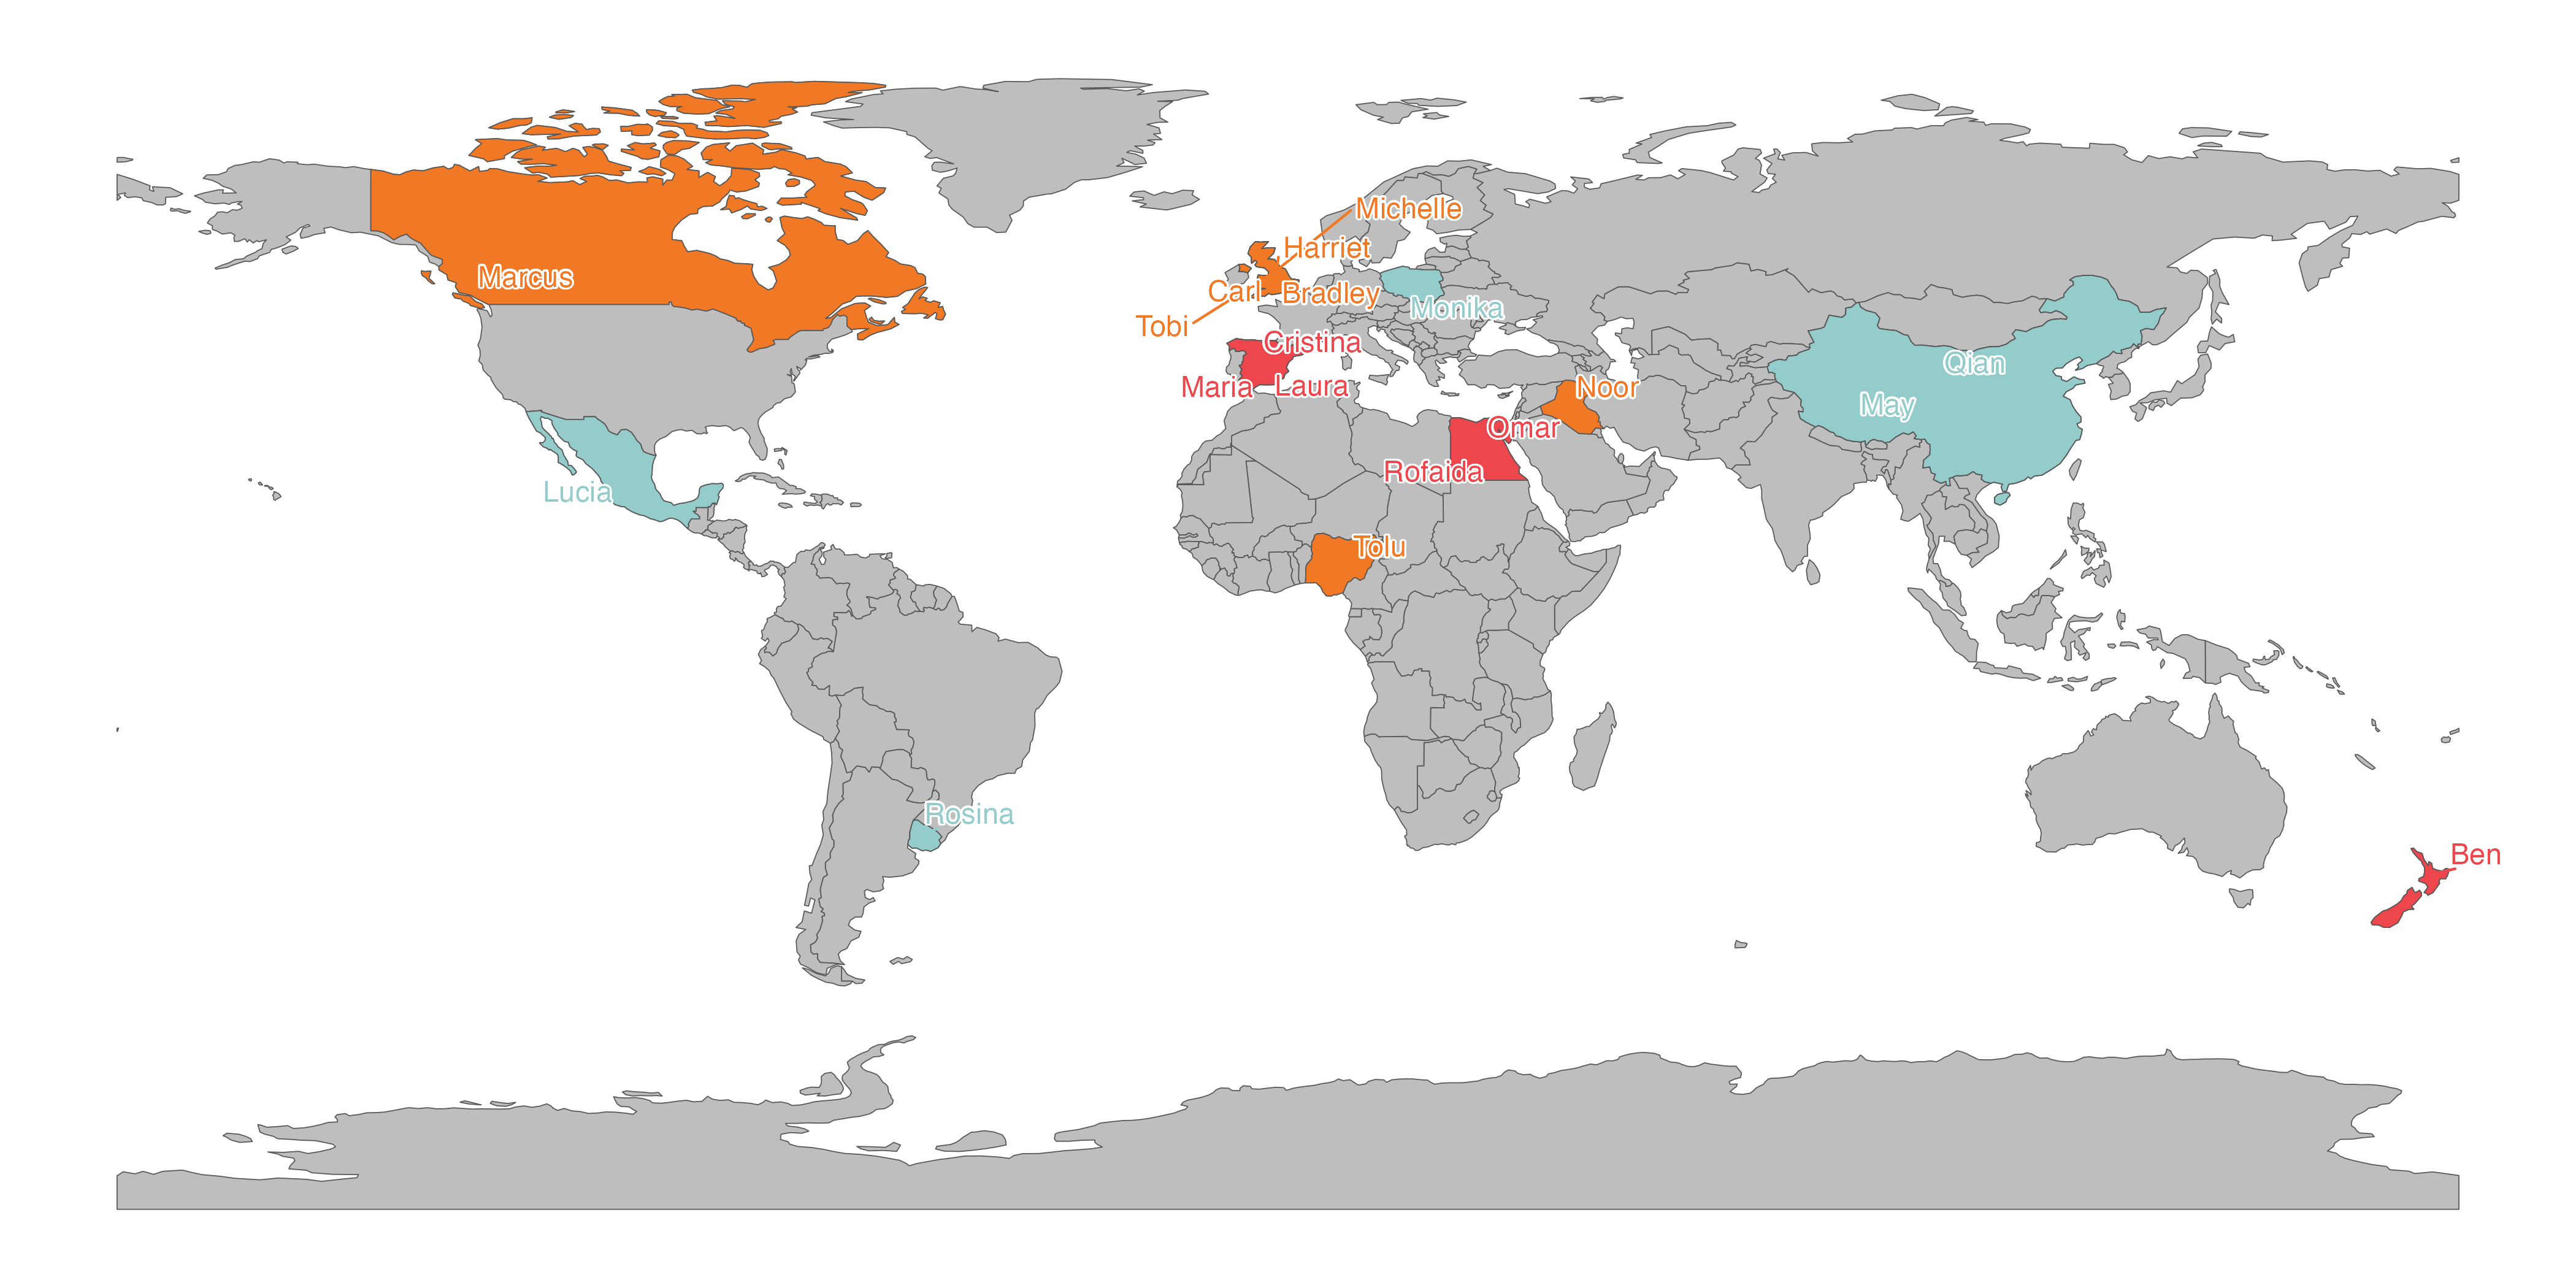 Michelle
Harriet
Marcus
Carl
Bradley
Monika
Tobi
Cristina
Qian
Maria
Laura
Noor
May
Omar
Rofaida
Lucia
Tolu
Rosina
Ben